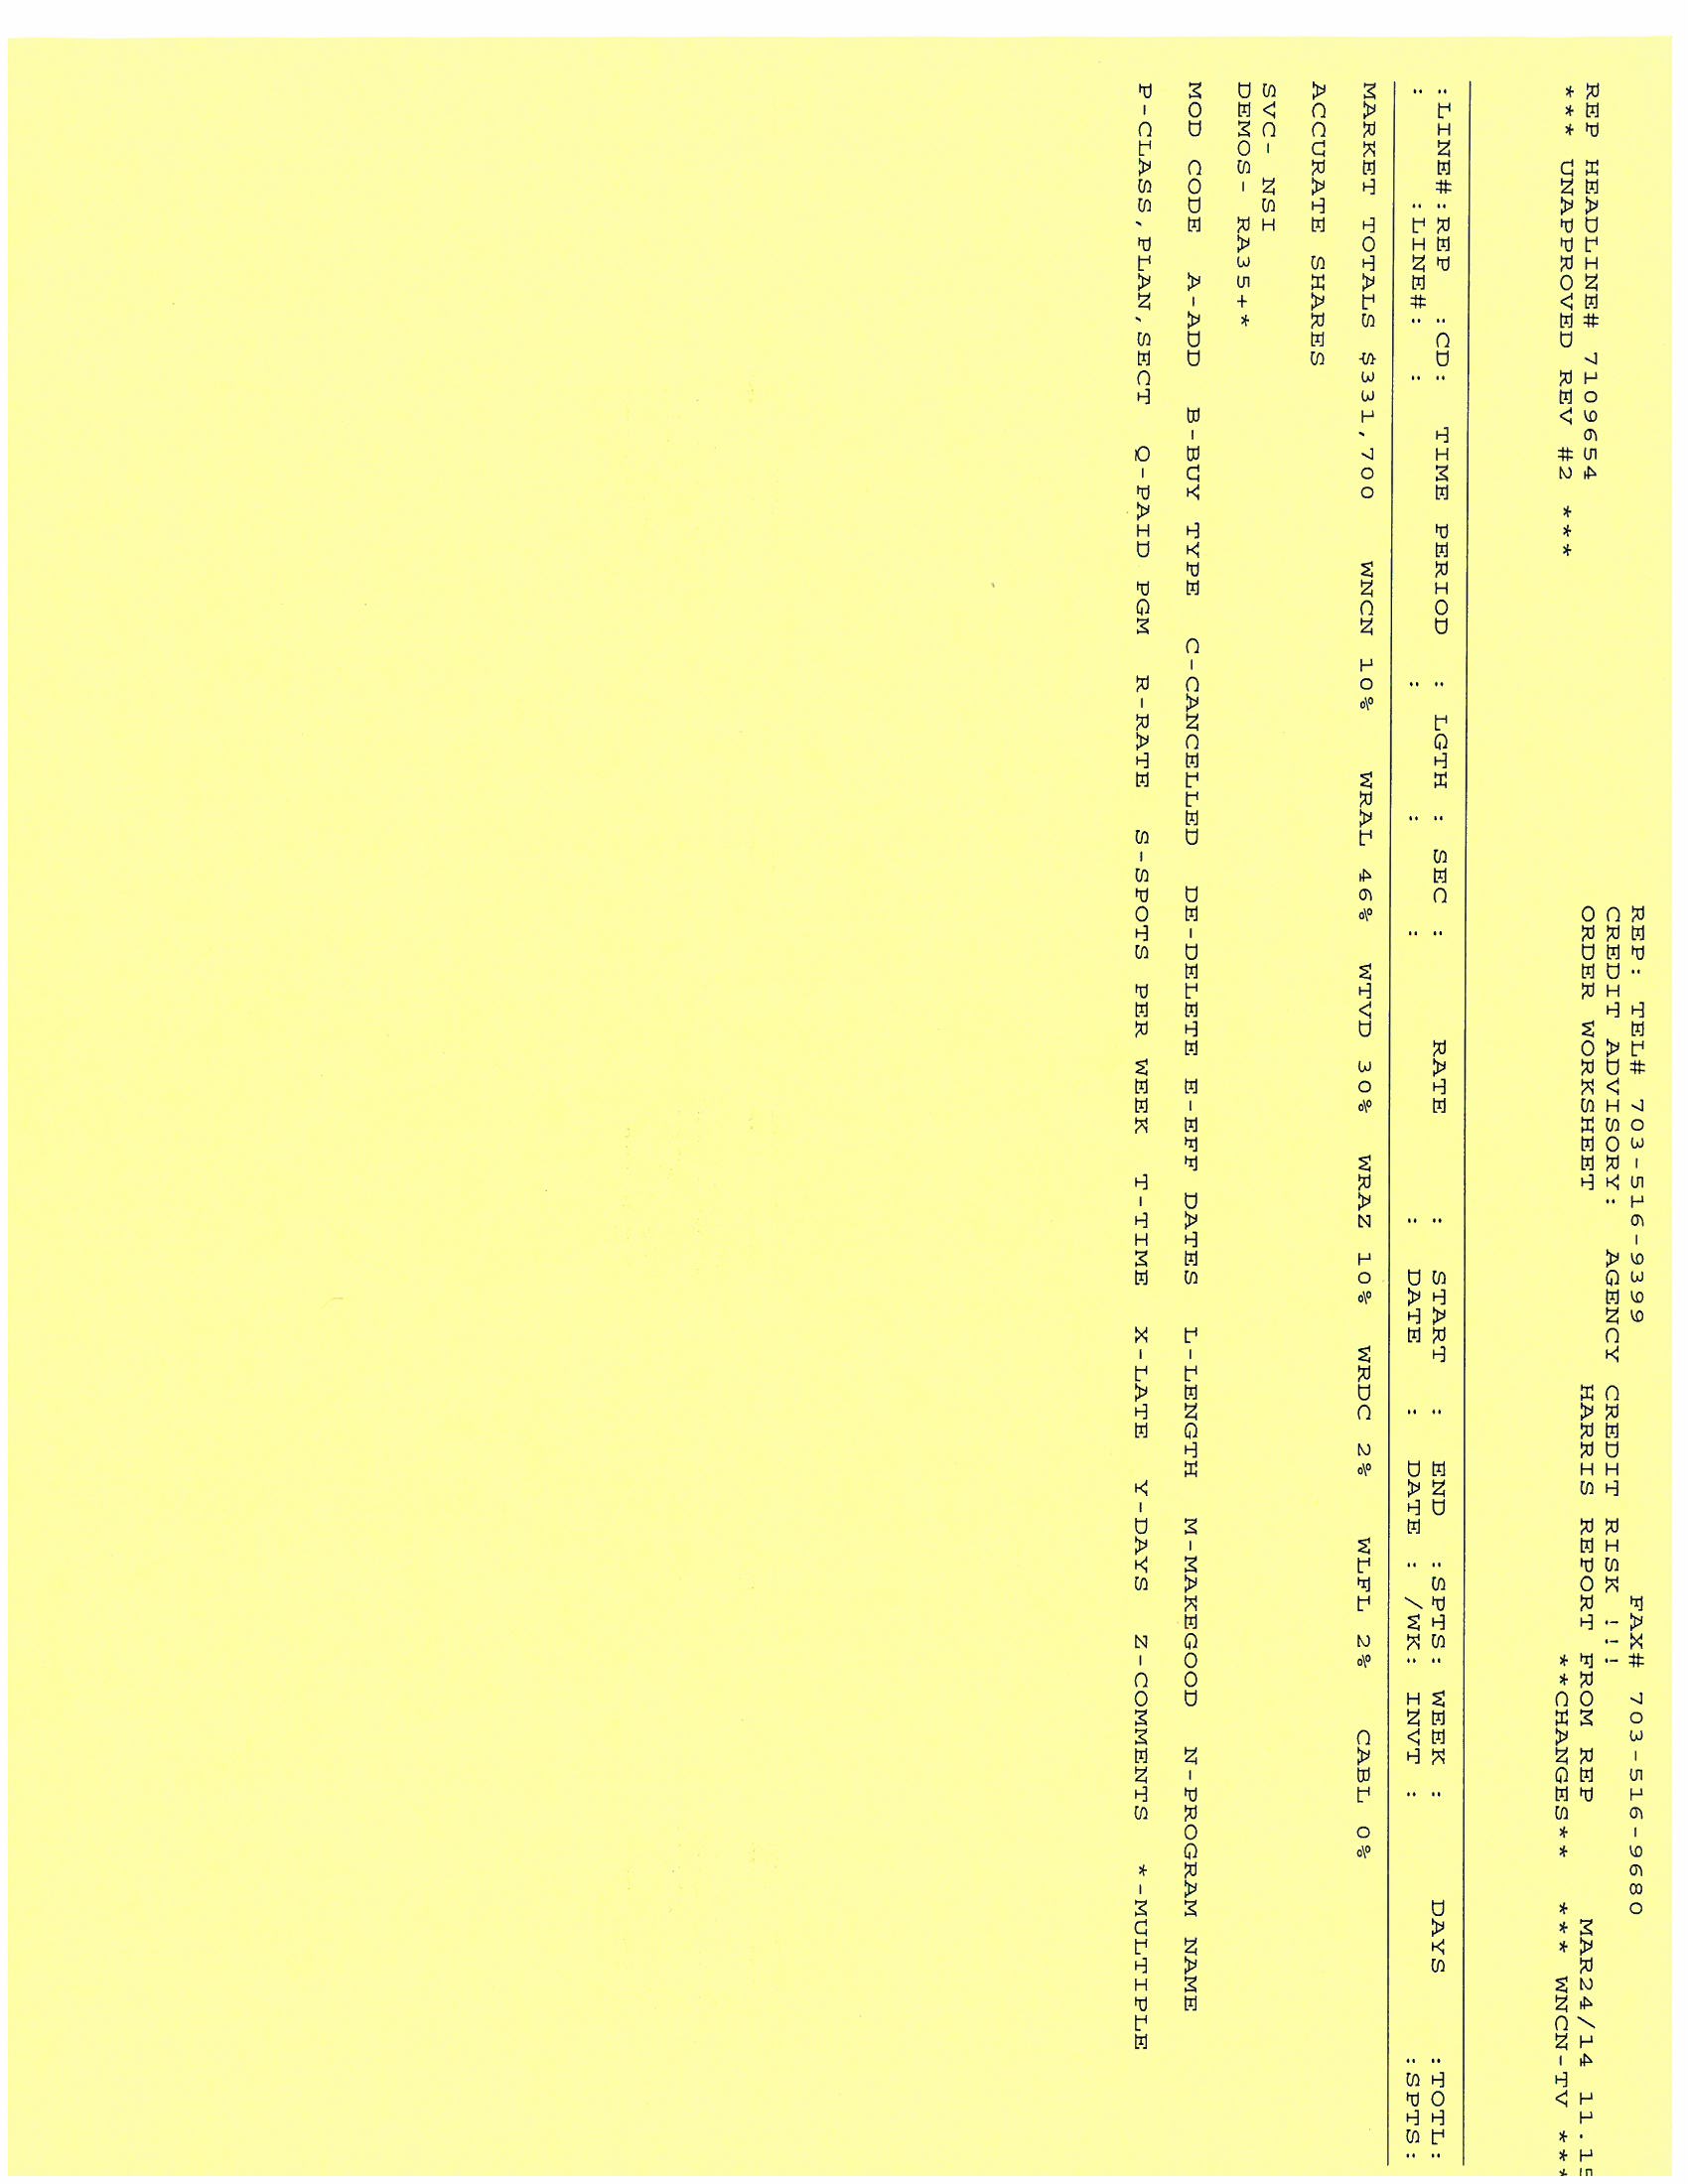 REP: TEL# 703-516-9399 FAX# 703-516-9680
CREDIT ADVISORY: AGENCY CREDIT RISK !!!
REP HEADLINE# 7109654 ORDER WORKSHEET HARRIS REPORT FROM REP MAR24/14 11.15
*** UNAPPROVED REV #2 *** **CHANGES** *** WNCN-TV ***
:LINE#:REP :CD: TIME PERIOD : LGTH : SEC : RATE : START : END :SPTS: WEEK : DAYS :TOTL:
: :LINE#: : : : : : DATE : DATE : /WK: INVT : :SPTS:
MARKET TOTALS $331,700 WNCN 10% WRAL 46% WTVD 30% WRAZ 10% WRDC 2% WLFL 2% CABL 0%
ACCURATE SHARES
SVC- NSI
DEMOS- RA35+*
MOD CODE A-ADD B-BUY TYPE C-CANCELLED DE-DELETE E-EFF DATES L-LENGTH M-MAKEGOOD N-PROGRAM NAME
P-CLASS,PLAN,SECT Q-PAID PGM R-RATE S-SPOTS PER WEEK T-TIME X-LATE Y-DAYS Z-COMMENTS *-MULTIPLE